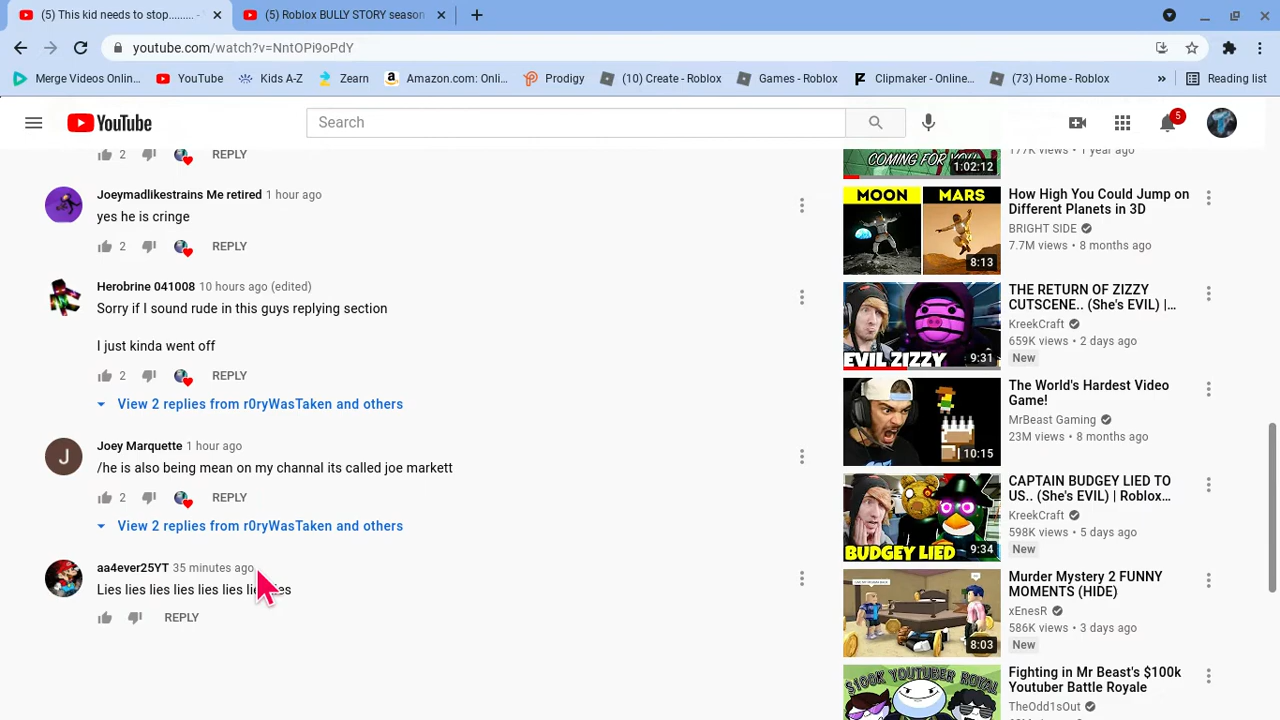 (5) This kid needs to stop........ -
(5) Roblox BULLY STORY season
youtube.com/watch?v=NntOPi9oPdY
Merge Videos Onlin...
YouTube
Kids A-Z
Zearn
Amazon.com: Onli...
Prodigy
(10) Create - Roblox
Games - Roblox
Clipmaker - Online...
(73) Home - Roblox
»
Reading list
YouTube
Search
5
2
REPLY
Joeymadlikestrains Me retired 1 hour ago
yes he is cringe
2
REPLY
Herobrine 041008 10 hours ago (edited)
Sorry if I sound rude in this guys replying section
I just kinda went off
2
REPLY
View 2 replies from r0ryWasTaken and others
J
Joey Marquette 1 hour ago
/he is also being mean on my channal its called joe markett
2
REPLY
View 2 replies from r0ryWasTaken and others
aa4ever25YT 35 minutes ago
Lies lies lies lies lies lies
REPLY
COMING FOR YOU
1:02:12
177K views • 1 year ago
MOON
MARS
8:13
How High You Could Jump on
Different Planets in 3D
BRIGHT SIDE
7.7M views • 8 months ago
EVIL ZIZZY
9:31
THE RETURN OF ZIZZY
CUTSCENE.. (She's EVIL) |...
KreekCraft
659K views • 2 days ago
New
10:15
The World's Hardest Video
Game!
MrBeast Gaming
23M views • 8 months ago
BUDGEY LIED
9:34
CAPTAIN BUDGEY LIED TO
US.. (She's EVIL) | Roblox...
KreekCraft
598K views • 5 days ago
New
8:03
Murder Mystery 2 FUNNY
MOMENTS (HIDE)
xEnesR
586K views • 3 days ago
New
$100K YOUTUBER ROYAL
Fighting in Mr Beast's $100k
Youtuber Battle Royale
TheOdd1sOut